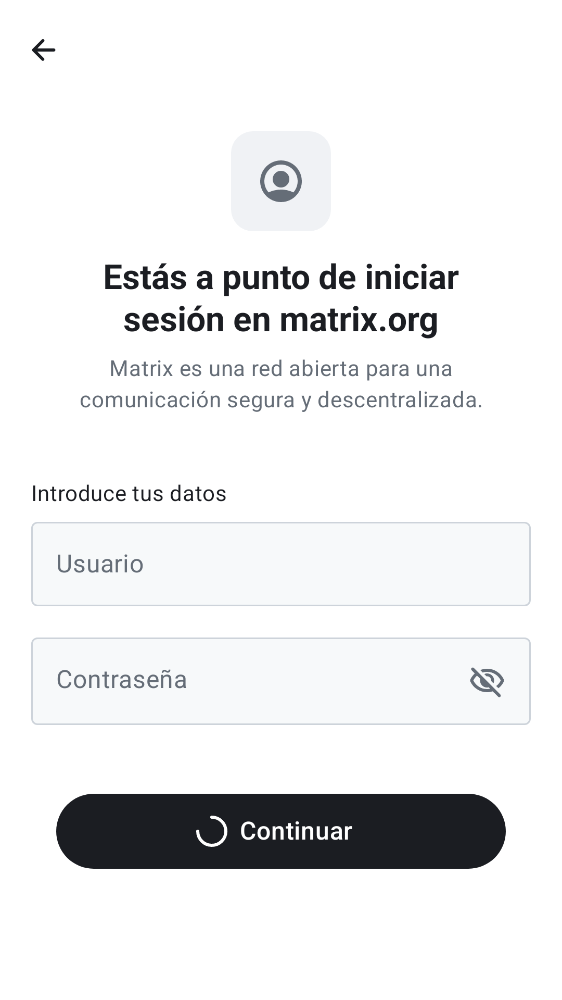 Estás a punto de iniciar
sesión en matrix.org
Matrix es una red abierta para una
comunicación segura y descentralizada.
Introduce tus datos
Usuario
Contraseña
Continuar